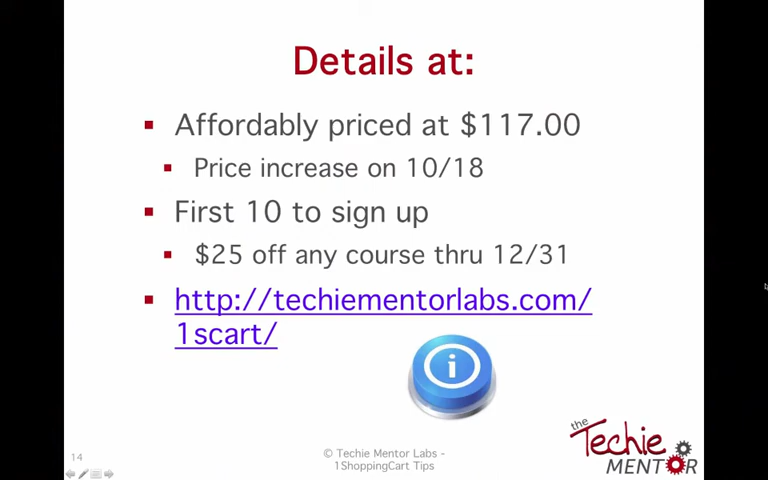 Details at:
Affordably priced at $117.00
Price increase on 10/18
First 10 to sign up
$25 off any course thru 12/31
http://techiementorlabs.com/
1scart/
i
14
© Techie Mentor Labs -
1ShoppingCart Tips
the
Techie
MENTOR